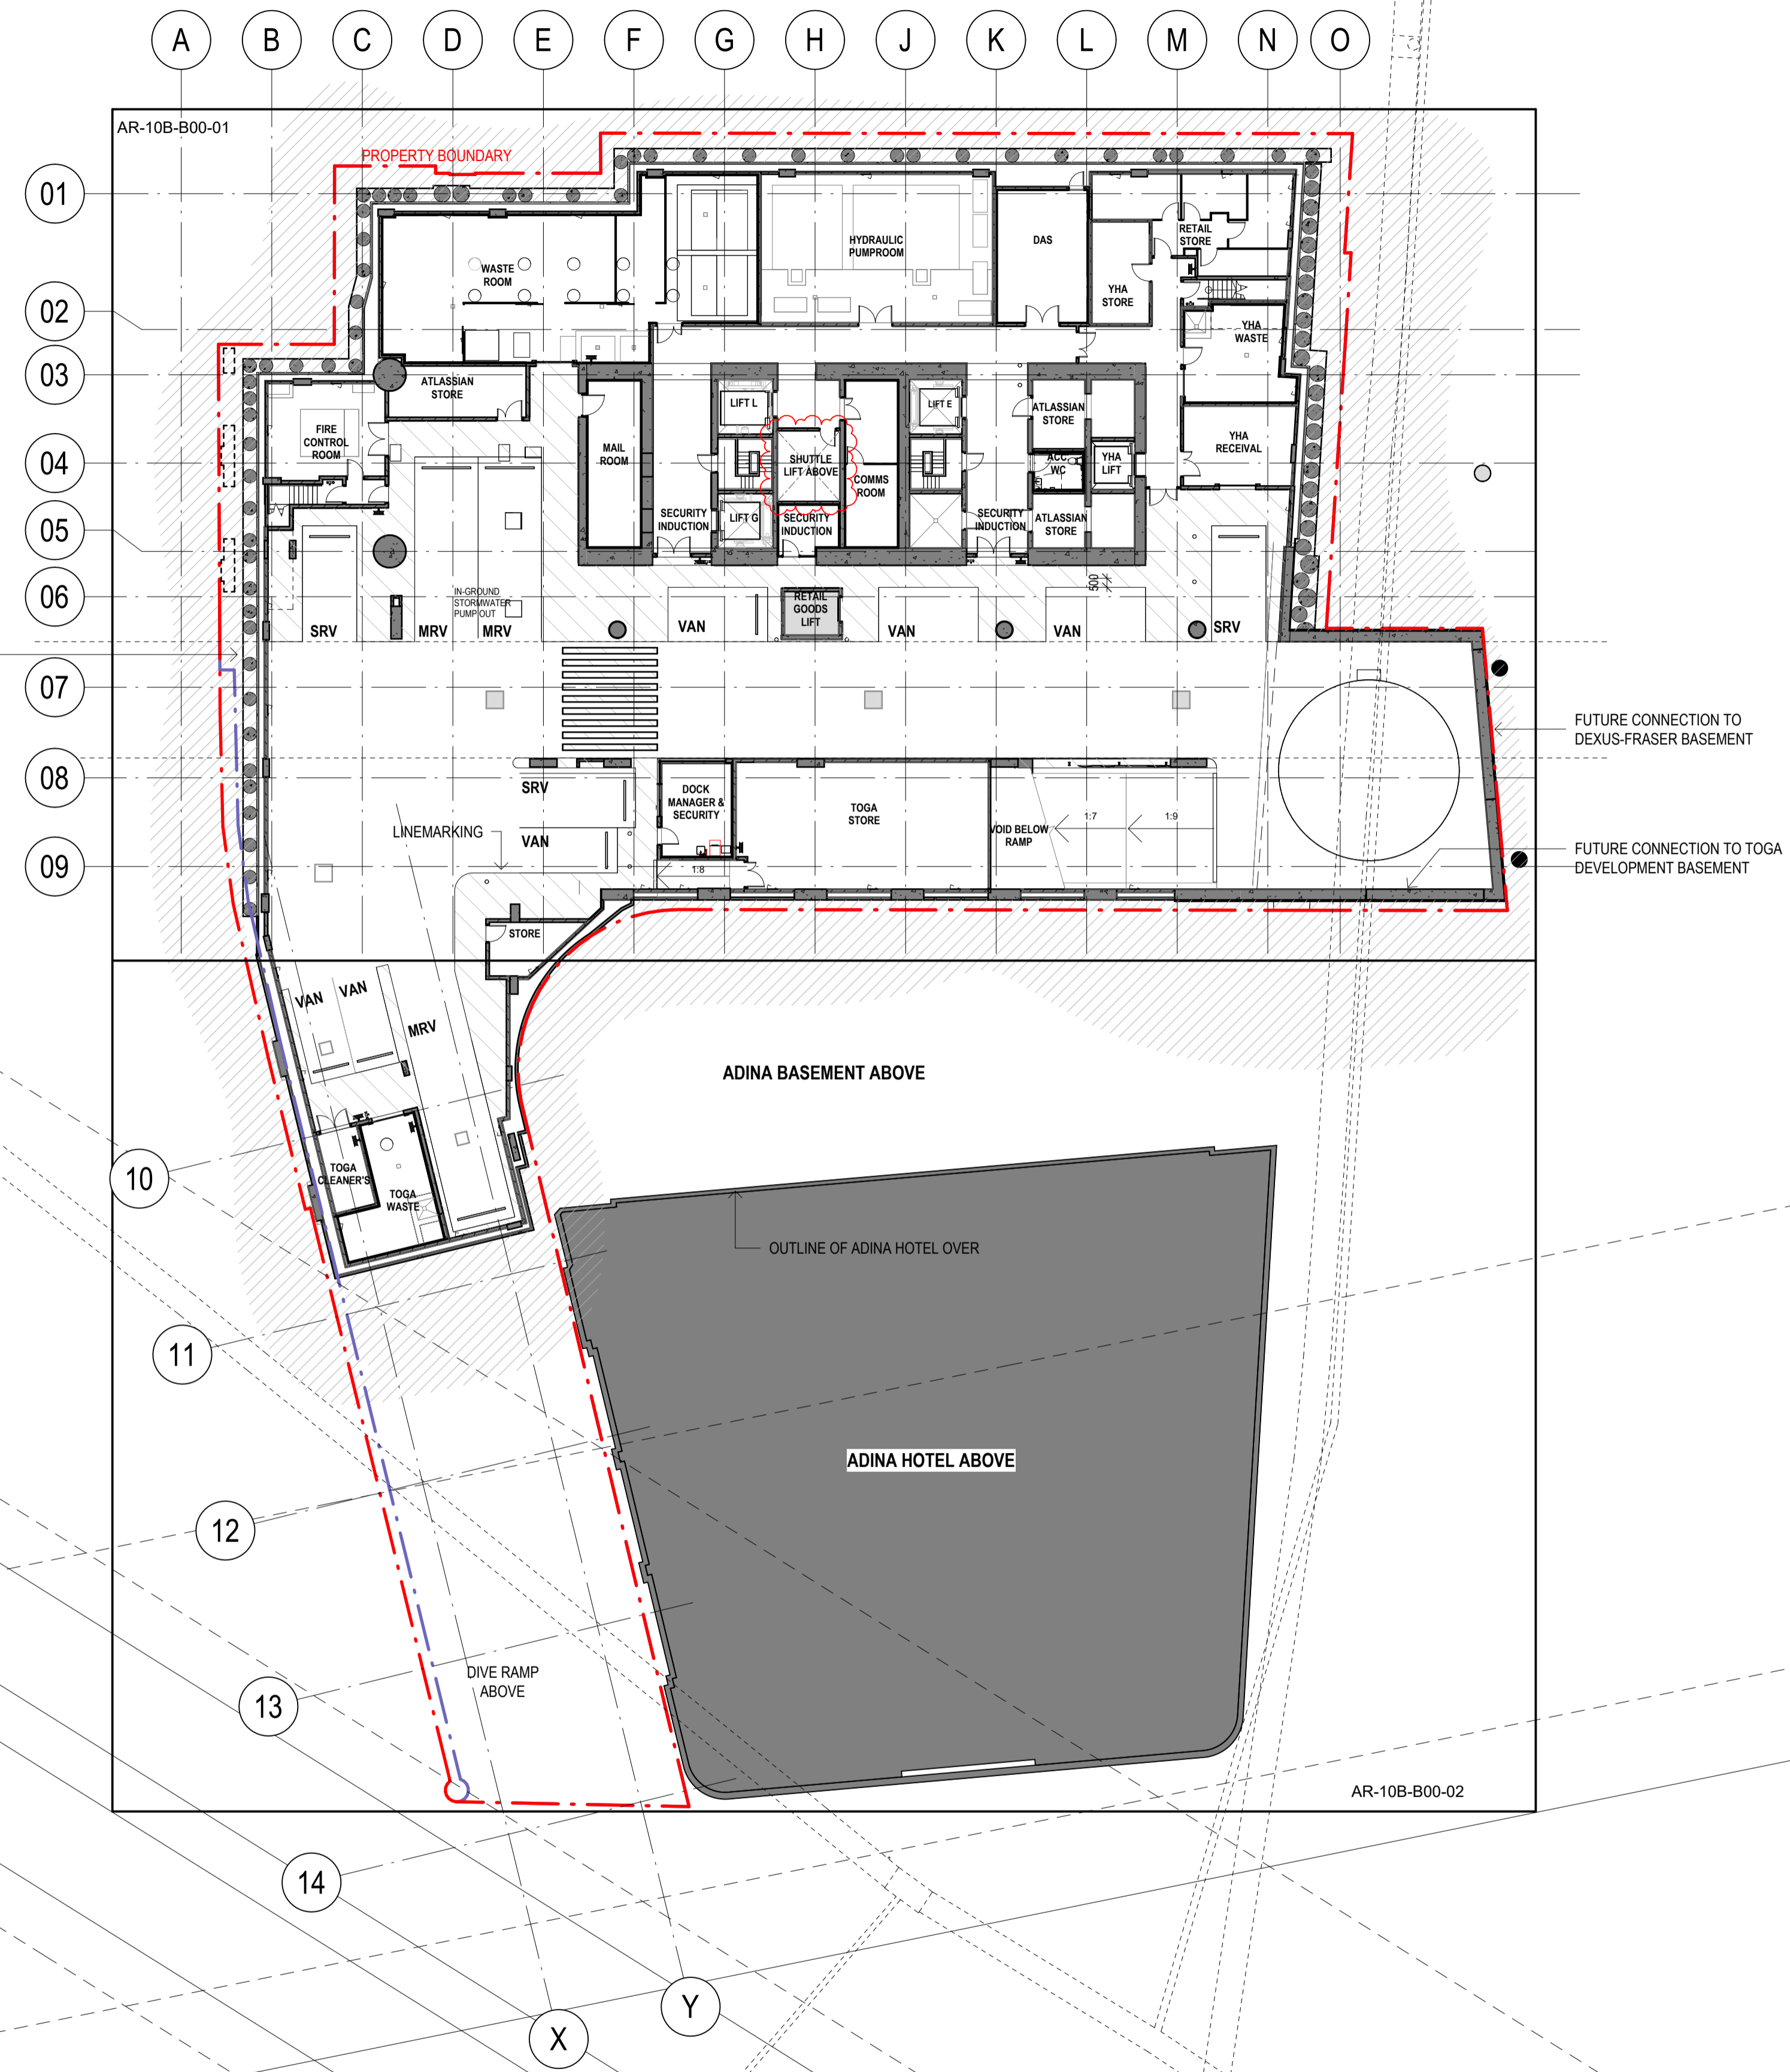 A
B
C
D
E
F
G
H
J
K
L
M
N
O
AR-10B-B00-01
PROPERTY BOUNDARY
01
02
03
04
05
06
07
08
09
10
11
12
13
14
X
Y
WASTE
ROOM
HYDRAULIC
PUMPROOM
DAS
RETAIL
STORE
YHA
STORE
YHA
WASTE
ATLASSIAN
STORE
FIRE
CONTROL
ROOM
MAIL
ROOM
LIFT L
SHUTTLE
LIFT ABOVE
COMMS
ROOM
LIFT E
ATLASSIAN
STORE
ACC.
WC
YHA
LIFT
YHA
RECEIVAL
SECURITY
INDUCTION
LIFT G
SECURITY
INDUCTION
SECURITY
INDUCTION
ATLASSIAN
STORE
IN-GROUND
STORMWATER
PUMP OUT
RETAIL
GOODS
LIFT
500
SRV
MRV
MRV
VAN
VAN
VAN
SRV
FUTURE CONNECTION TO
DEXUS-FRASER BASEMENT
SRV
DOCK
MANAGER &
SECURITY
TOGA
STORE
VOID BELOW
RAMP
1:7
1:9
LINEMARKING
VAN
1:8
FUTURE CONNECTION TO TOGA
DEVELOPMENT BASEMENT
STORE
VAN
VAN
MRV
ADINA BASEMENT ABOVE
TOGA
CLEANER'S
TOGA
WASTE
OUTLINE OF ADINA HOTEL OVER
ADINA HOTEL ABOVE
DIVE RAMP
ABOVE
AR-10B-B00-02